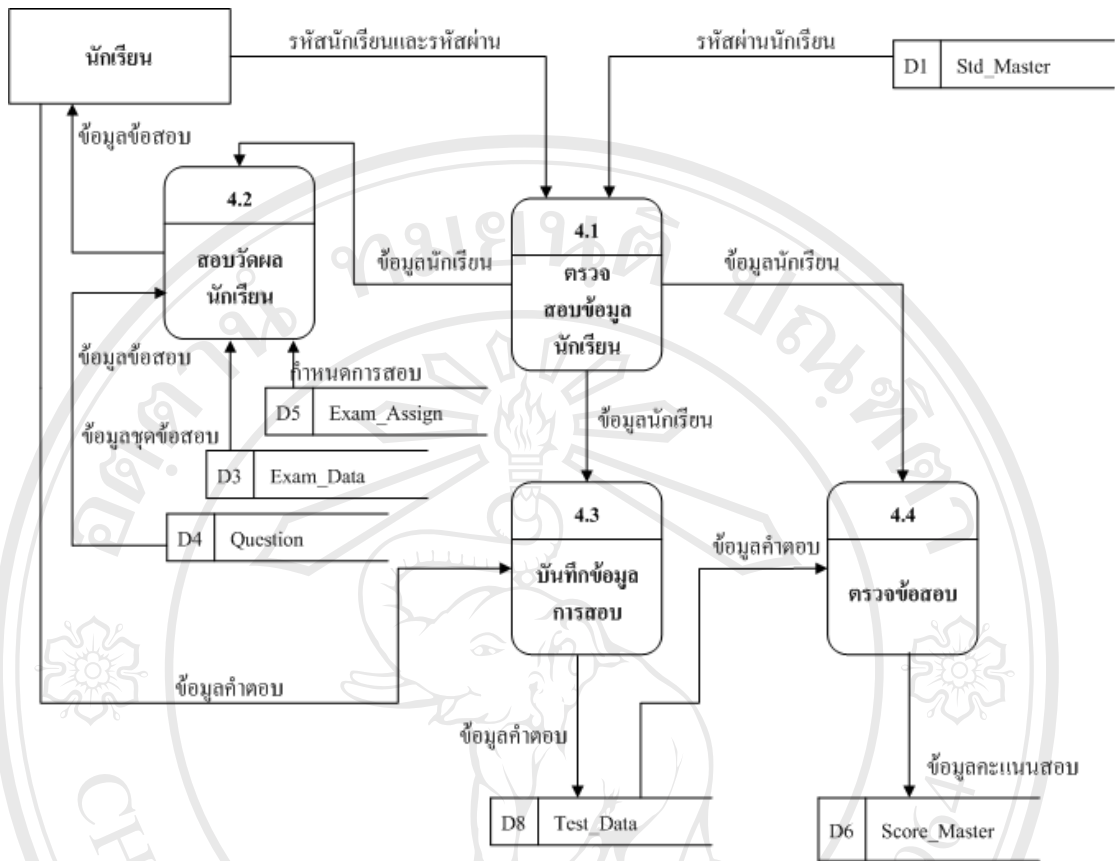 นักเรียน
รหัสนักเรียนและรหัสผ่าน
รหัสผ่านนักเรียน
D1 Std_Master
ข้อมูลข้อสอบ
4.2
สอบวัดผล
นักเรียน
4.1
ตรวจ
สอบข้อมูล
นักเรียน
ข้อมูลนักเรียน
ข้อมูลนักเรียน
ข้อมูลข้อสอบ
กำหนดการสอบ
D5 Exam_Assign
ข้อมูลนักเรียน
ข้อมูลชุดข้อสอบ
D3 Exam_Data
D4 Question
4.3
บันทึกข้อมูล
การสอบ
ข้อมูลคำตอบ
4.4
ตรวจข้อสอบ
ข้อมูลคำตอบ
ข้อมูลคำตอบ
ข้อมูลคะแนนสอบ
D8 Test_Data
D6 Score_Master